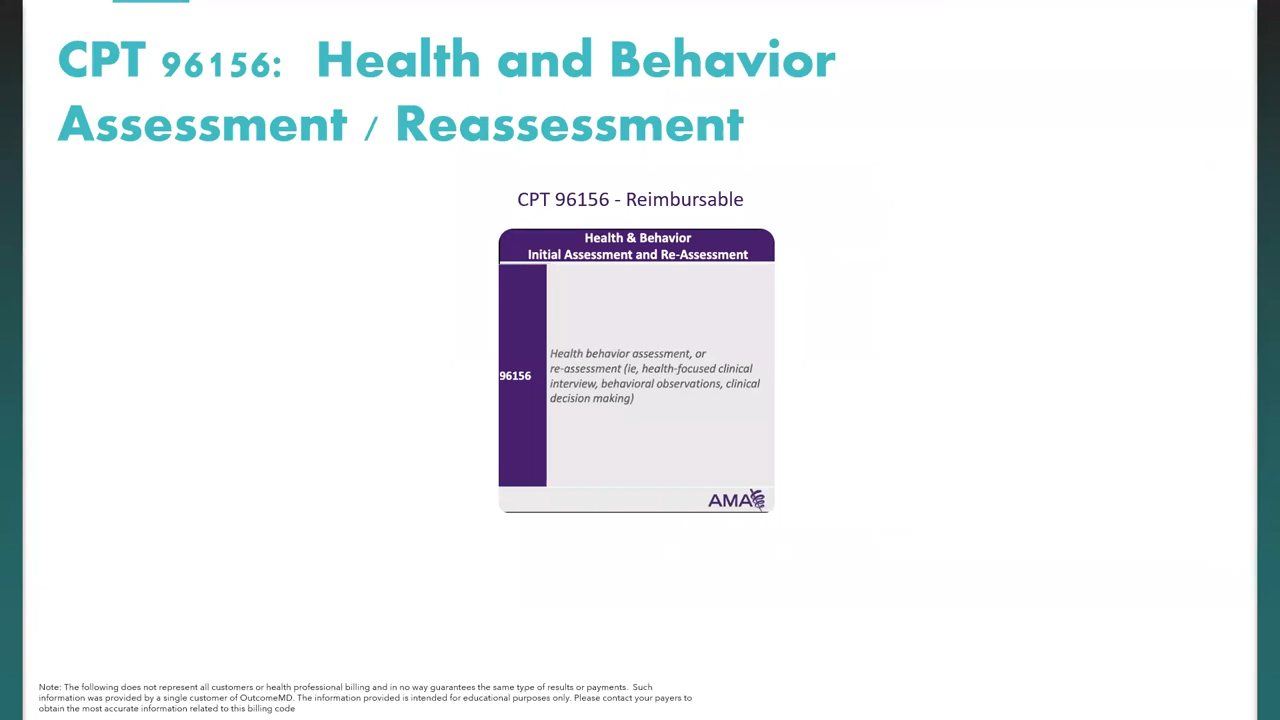 CPT 96156: Health and Behavior
Assessment / Reassessment
CPT 96156 - Reimbursable
Health & Behavior
Initial Assessment and Re-Assessment
96156
Health behavior assessment, or
re-assessment (ie, health-focused clinical
interview, behavioral observations, clinical
decision making)
AMA
Note: The following does not represent all customers or health professional billing and in no way guarantees the same type of results or payments. Such
information was provided by a single customer of OutcomeMD. The information provided is intended for educational purposes only. Please contact your payers to
obtain the most accurate information related to this billing code